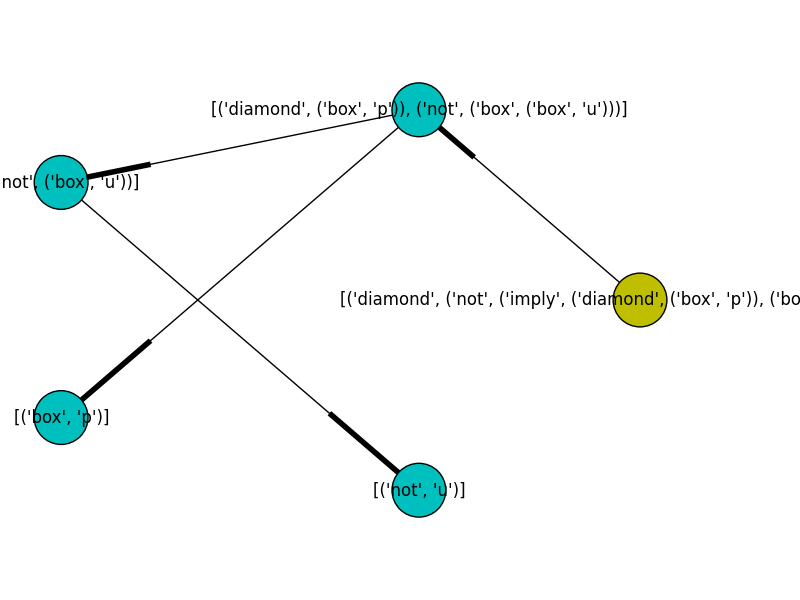 [('diamond', ('box', 'p')), ('not', ('box', ('box', 'u')))]
not', ('box', 'u'))]
[('diamond', ('not', ('imply', ('diamond', ('box', 'p')), ('bo
[('box', 'p')]
[('not', 'u')]